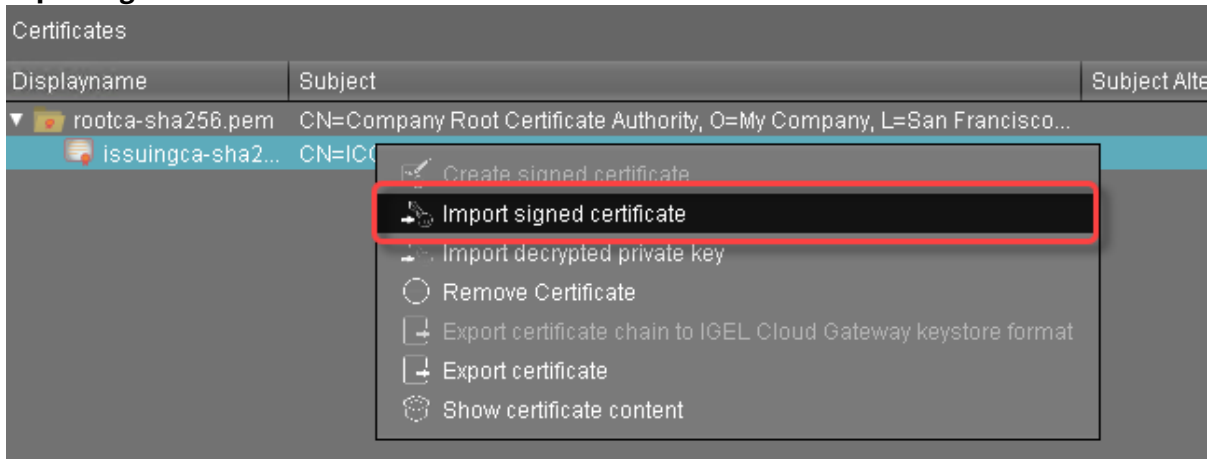 Certificates
Displayname Subject Subject Alte
rootca-sha256.pem CN=Company Root Certificate Authority, O=My Company, L=San Francisco...
issuingca-sha2... CN=IC
Create signed certificate
Import signed certificate
Import decrypted private key
Remove Certificate
Export certificate chain to IGEL Cloud Gateway keystore format
Export certificate
Show certificate content